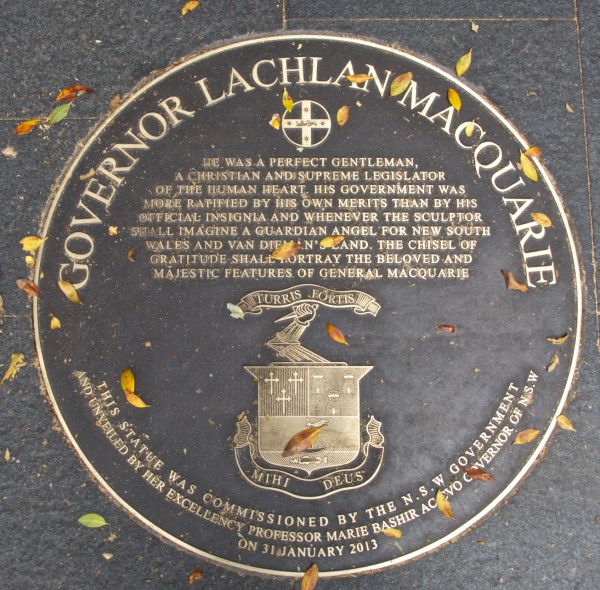 GOVERNOR LACHLAN MACQUARIE
HE WAS A PERFECT GENTLEMAN,
A CHRISTIAN AND SUPREME LEGISLATOR
OF THE HUMAN HEART. HIS GOVERNMENT WAS
MORE RATIFIED BY HIS OWN MERITS THAN BY HIS
OFFICIAL INSIGNIA AND WHENEVER THE SCULPTOR
SHALL IMAGINE A GUARDIAN ANGEL FOR NEW SOUTH
WALES AND VAN DIEMAN'S LAND. THE CHISEL OF
GRATITUDE SHALL PORTRAY THE BELOVED AND
MAJESTIC FEATURES OF GENERAL MACQUARIE
TURRIS FORTIS
MIHI DEUS
THIS STATUE WAS COMMISSIONED BY THE N.S.W GOVERNMENT
AND UNVEILED BY HER EXCELLENCY PROFESSOR MARIE BASHIR AC CVO GOVERNOR OF N.S.W
ON 31 JANUARY 2013